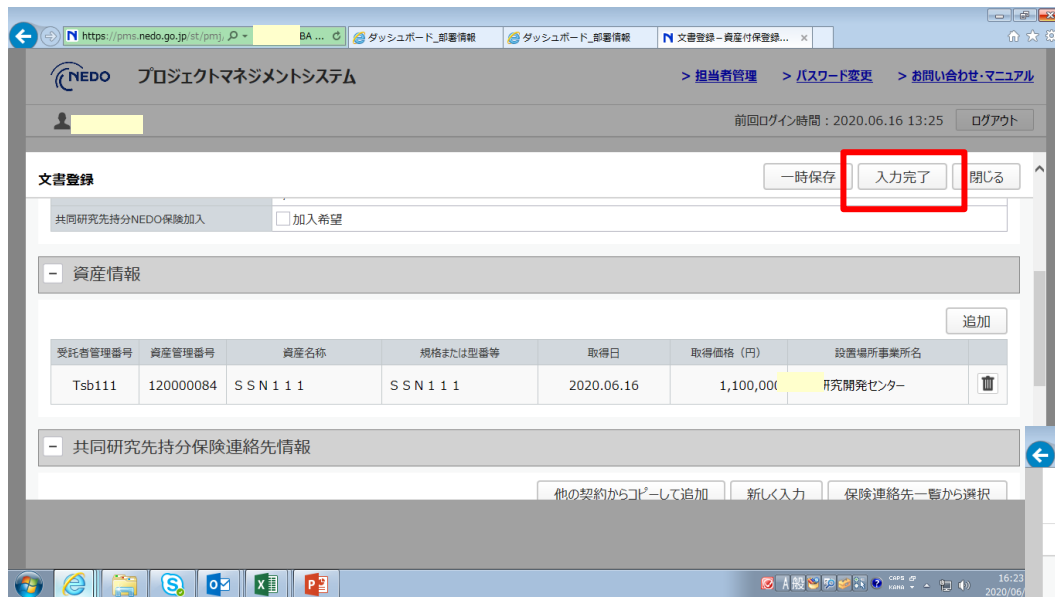 https://pms.nedo.go.jp/st/pmj, BA ... ダッシュボード_部署情報 ダッシュボード_部署情報 文書登録 – 資産付保登録... ×
NEDO プロジェクトマネジメントシステム > 担当者管理 > パスワード変更 > お問い合わせ・マニュアル
前回ログイン時間：2020.06.16 13:25 ログアウト
文書登録 一時保存 入力完了 閉じる
共同研究先持分NEDO保険加入 加入希望
資産情報
追加
受託者管理番号 資産管理番号 資産名称 規格または型番等 取得日 取得価格（円） 設置場所事業所名
Tsb111 120000084 ＳＳＮ１１１ ＳＳＮ１１１ 2020.06.16 1,100,000 研究開発センター
共同研究先持分保険連絡先情報
他の契約からコピーして追加 新しく入力 保険連絡先一覧から選択
A 般 CAPS KANA 16:23
2020/06/